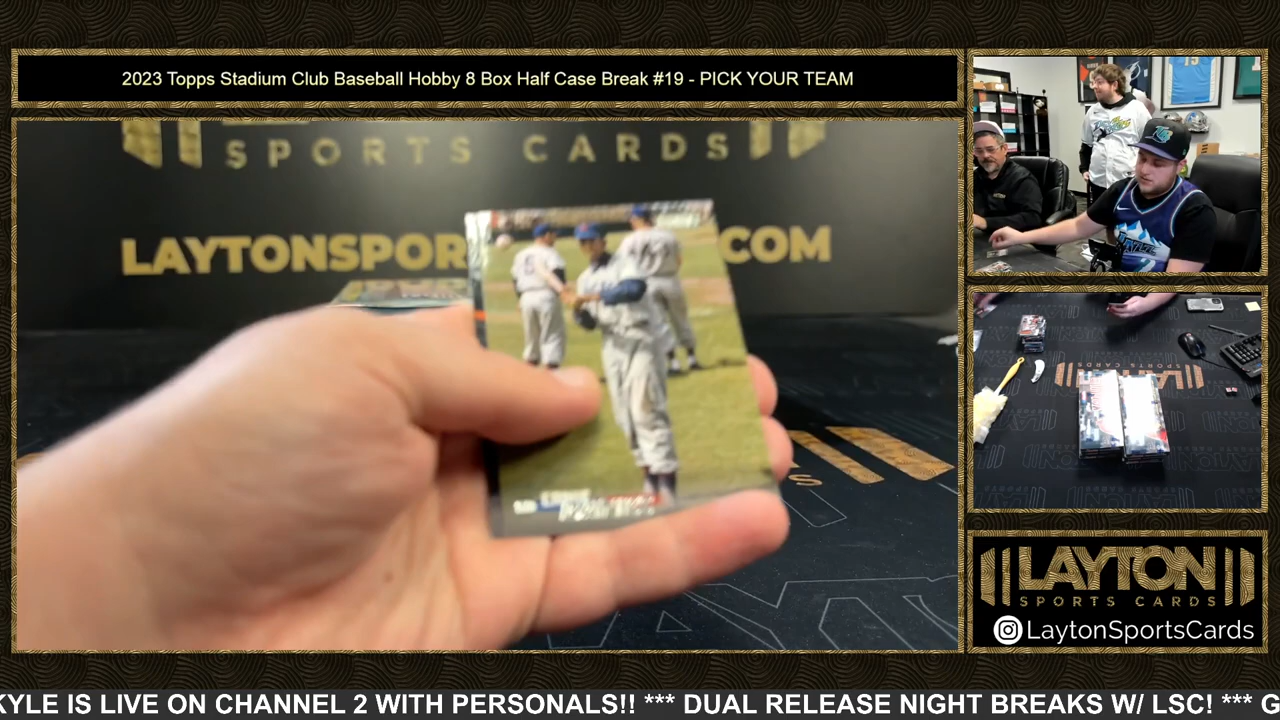 2023 Topps Stadium Club Baseball Hobby 8 Box Half Case Break #19 - PICK YOUR TEAM
SPORTS CARDS
LAYTONSPOR COM
LAYTON
SPORTS CARDS
LaytonSportsCards
KYLE IS LIVE ON CHANNEL 2 WITH PERSONALS!! *** DUAL RELEASE NIGHT BREAKS W/ LSC! *** G